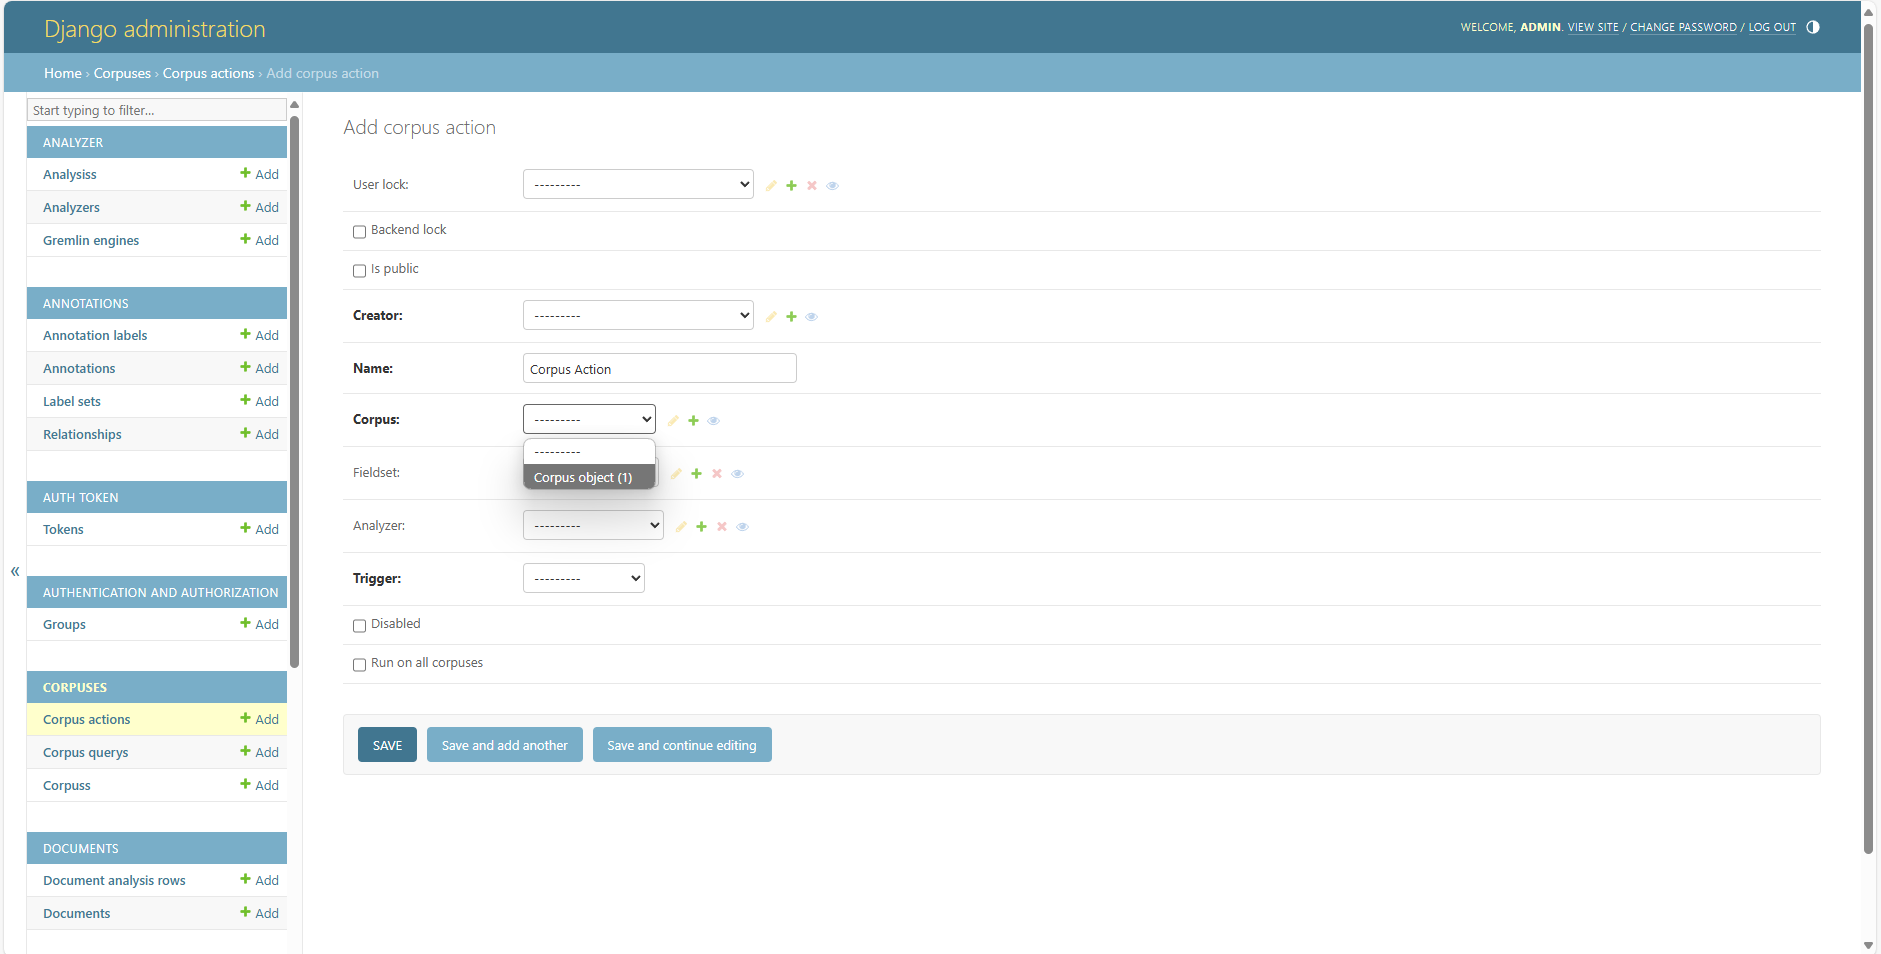 Django administration
WELCOME, ADMIN. VIEW SITE / CHANGE PASSWORD / LOG OUT
Home › Corpuses › Corpus actions › Add corpus action
Start typing to filter...
ANALYZER
Analysiss Add
Analyzers Add
Gremlin engines Add
ANNOTATIONS
Annotation labels Add
Annotations Add
Label sets Add
Relationships Add
AUTH TOKEN
Tokens Add
«
AUTHENTICATION AND AUTHORIZATION
Groups Add
CORPUSES
Corpus actions Add
Corpus querys Add
Corpuss Add
DOCUMENTS
Document analysis rows Add
Documents Add
Add corpus action
User lock: ---------
Backend lock
Is public
Creator: ---------
Name: Corpus Action
Corpus: ---------
---------
Corpus object (1)
Fieldset:
Analyzer: ---------
Trigger: ---------
Disabled
Run on all corpuses
SAVE Save and add another Save and continue editing